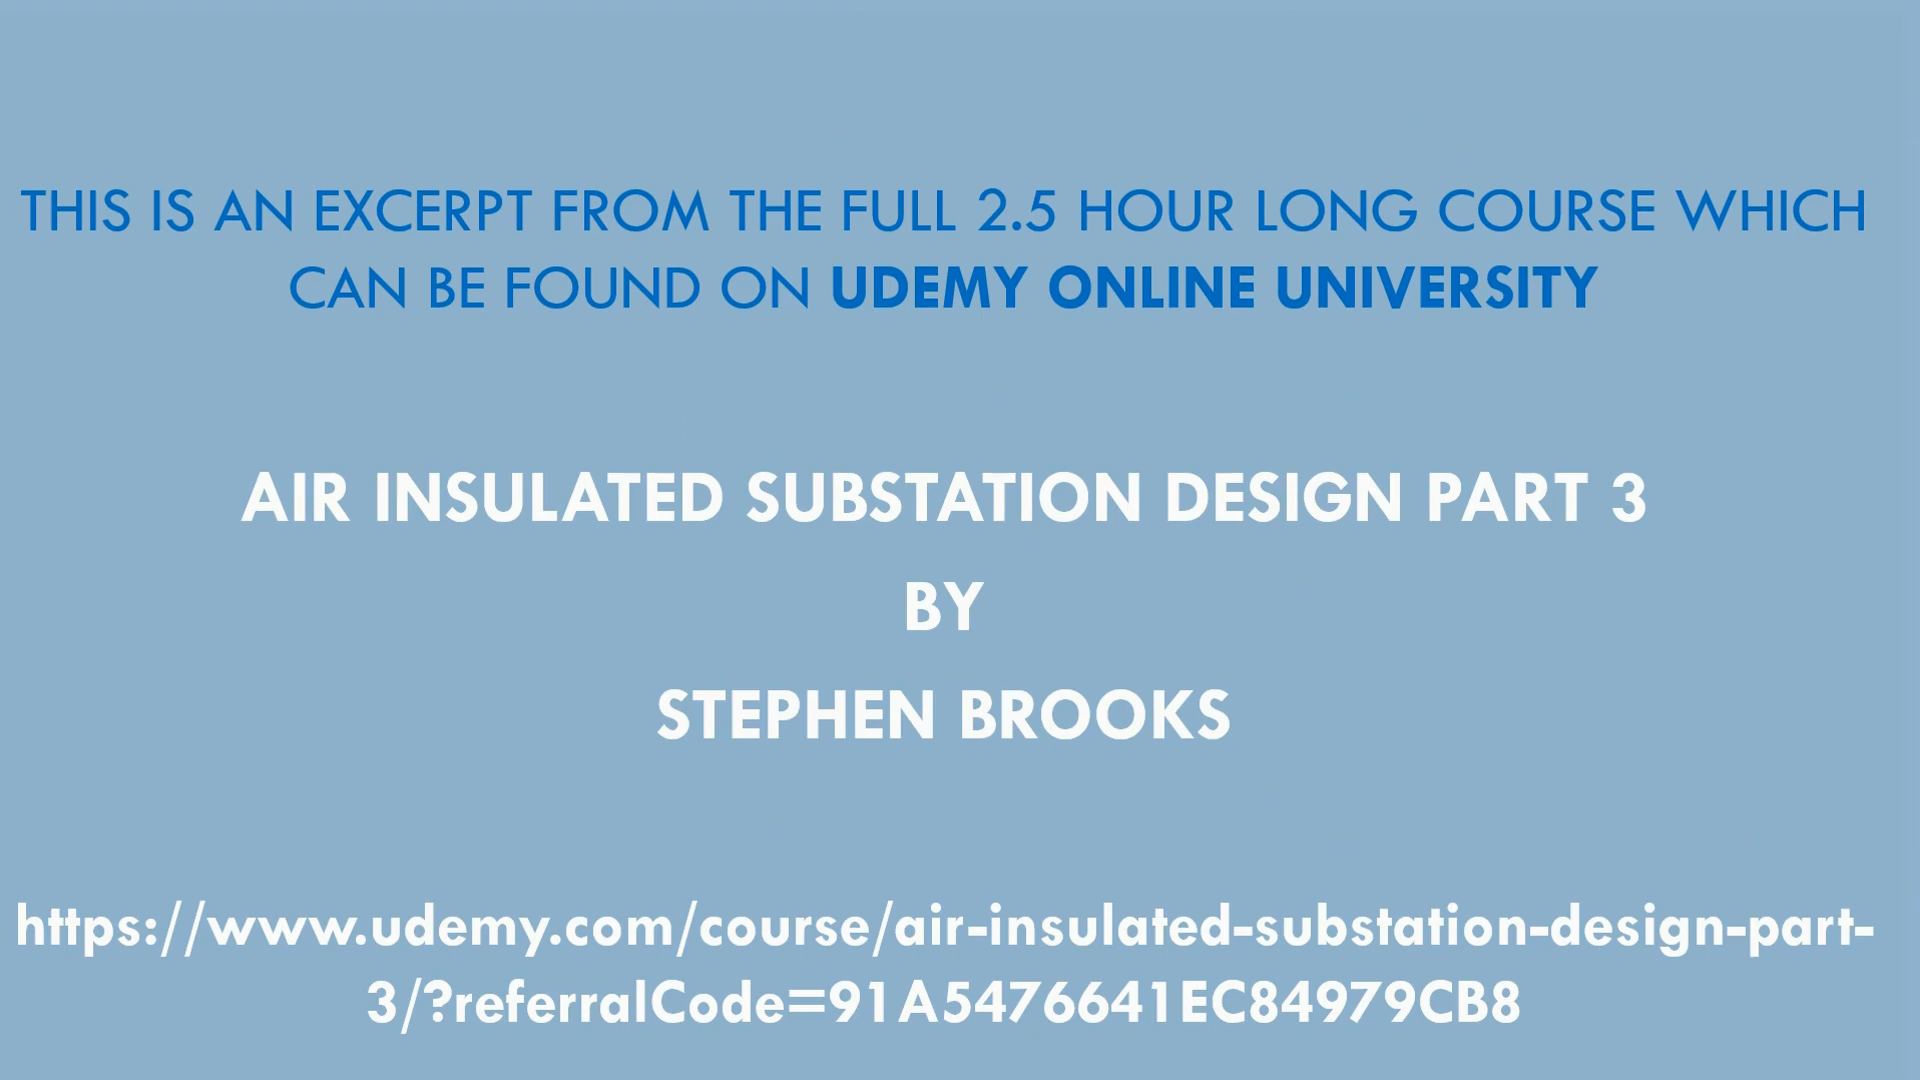 THIS IS AN EXCERPT FROM THE FULL 2.5 HOUR LONG COURSE WHICH
CAN BE FOUND ON UDEMY ONLINE UNIVERSITY
AIR INSULATED SUBSTATION DESIGN PART 3
BY
STEPHEN BROOKS
https://www.udemy.com/course/air-insulated-substation-design-part-
3/?referralCode=91A5476641EC84979CB8